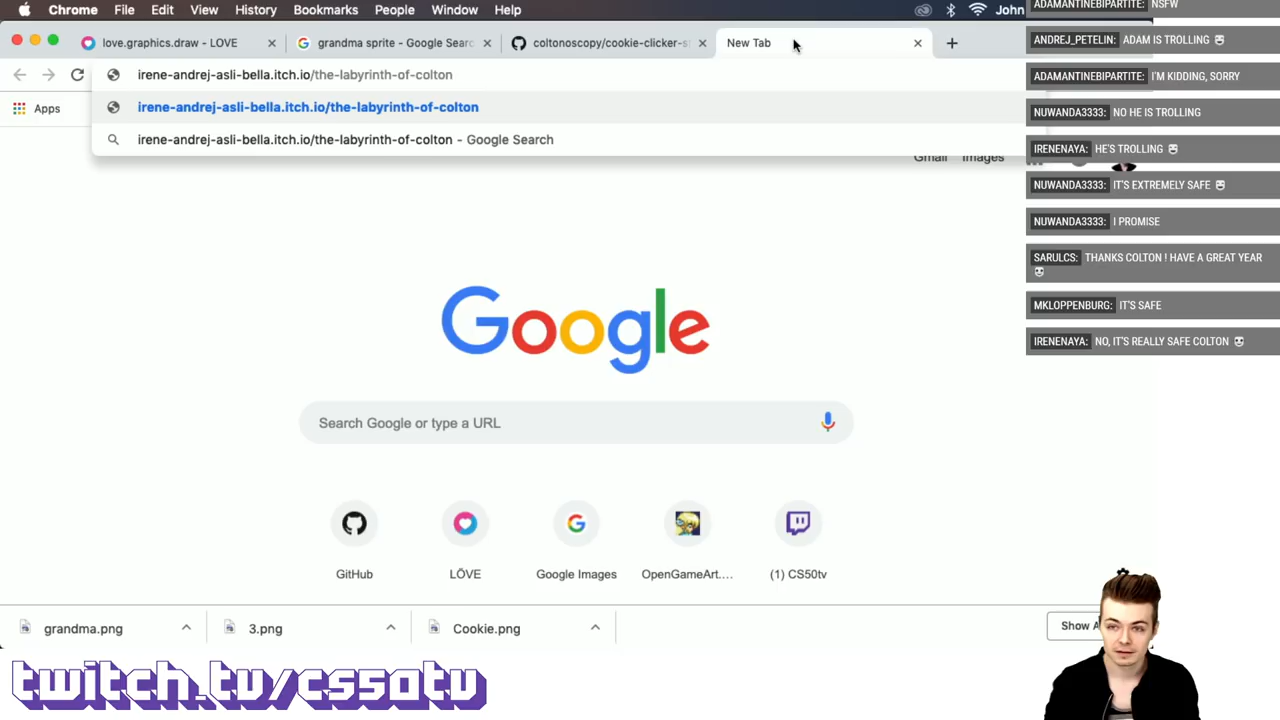 Chrome File Edit View History Bookmarks People Window Help John
love.graphics.draw - LOVE
grandma sprite - Google Searc
coltonoscopy/cookie-clicker-s
New Tab
irene-andrej-asli-bella.itch.io/the-labyrinth-of-colton
Apps
irene-andrej-asli-bella.itch.io/the-labyrinth-of-colton
irene-andrej-asli-bella.itch.io/the-labyrinth-of-colton - Google Search
Gmail Images
ADAMANTINEBIPARTITE: NSFW
ANDREJ_PETELIN: ADAM IS TROLLING
ADAMANTINEBIPARTITE: I'M KIDDING, SORRY
NUWANDA3333: NO HE IS TROLLING
IRENENAYA: HE'S TROLLING
NUWANDA3333: IT'S EXTREMELY SAFE
NUWANDA3333: I PROMISE
SARULCS: THANKS COLTON ! HAVE A GREAT YEAR
MKLOPPENBURG: IT'S SAFE
IRENENAYA: NO, IT'S REALLY SAFE COLTON
Google
Search Google or type a URL
GitHub
LÖVE
Google Images
OpenGameArt....
(1) CS50tv
grandma.png
3.png
Cookie.png
Show A
twitch.tv/cs50tv